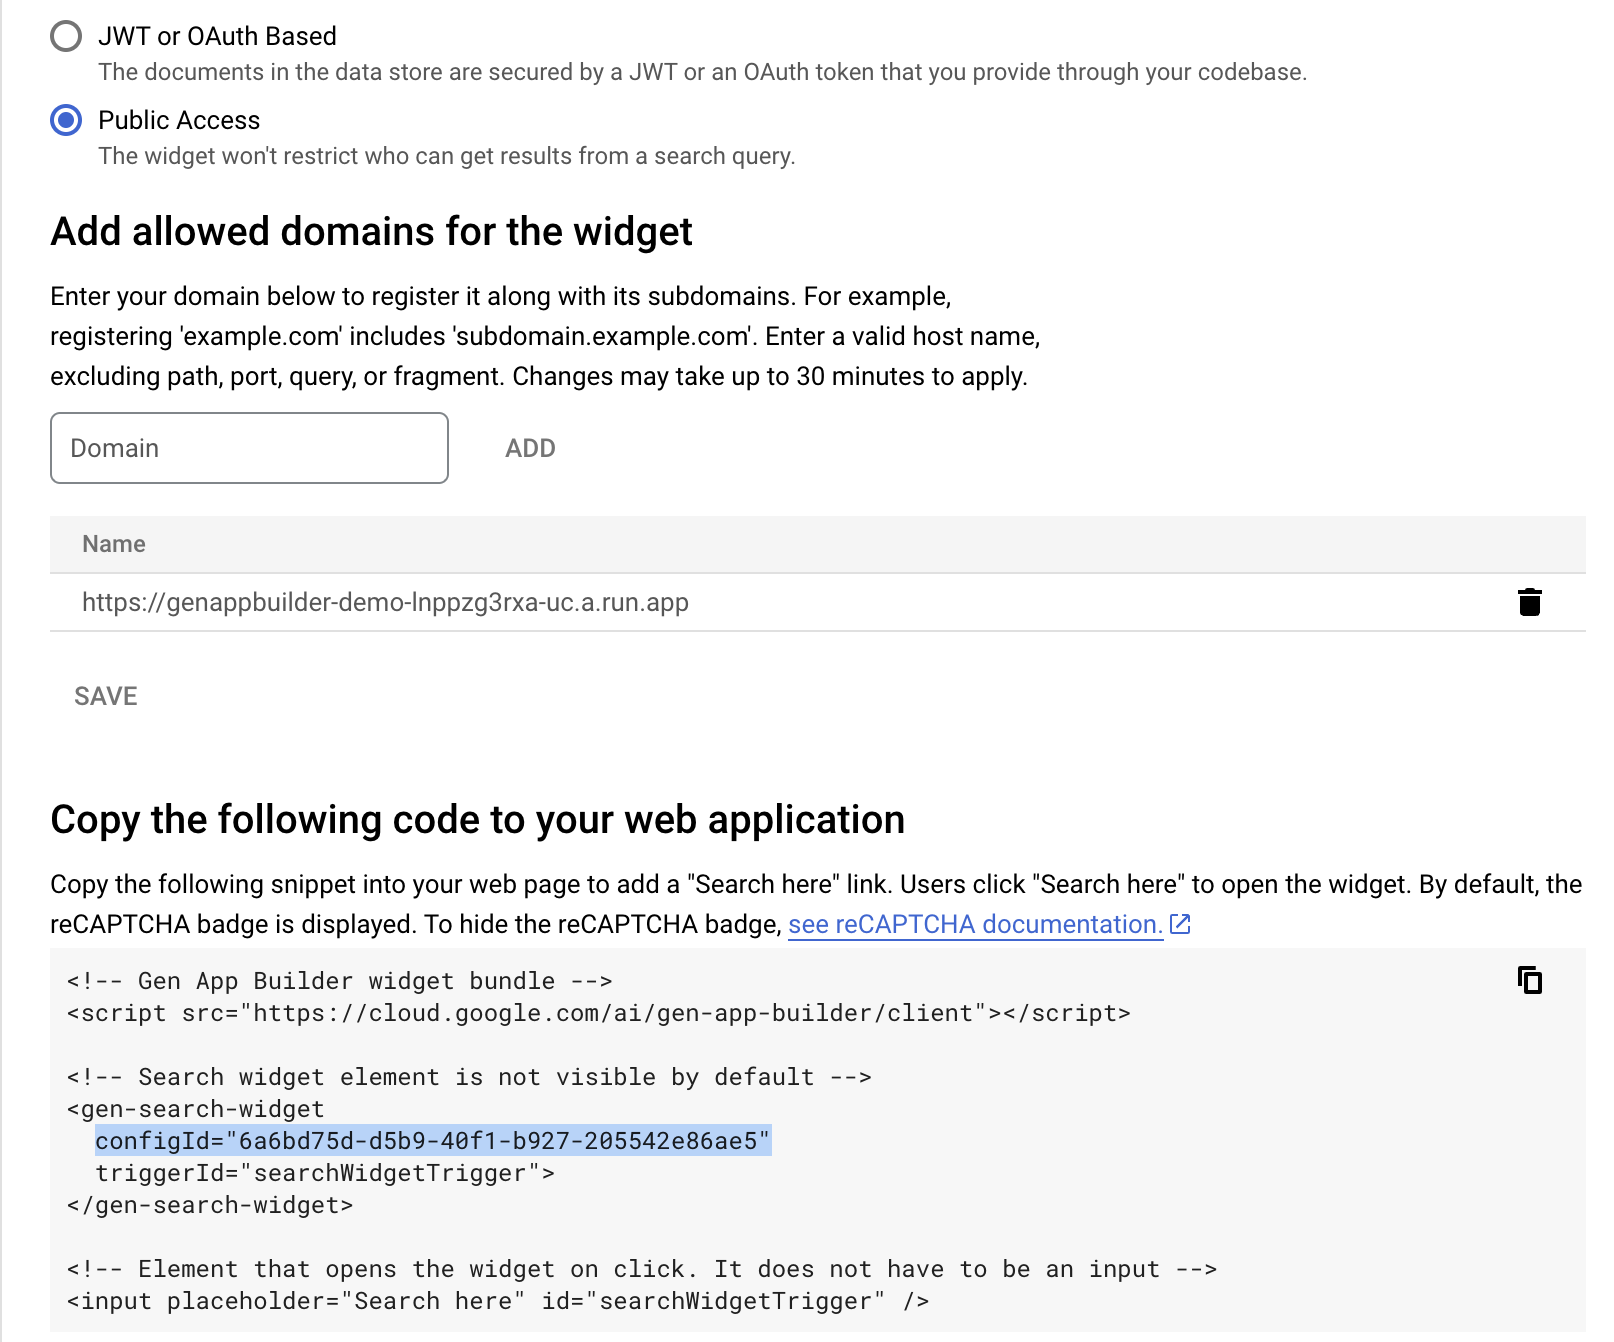 JWT or OAuth Based
The documents in the data store are secured by a JWT or an OAuth token that you provide through your codebase.
Public Access
The widget won't restrict who can get results from a search query.
Add allowed domains for the widget
Enter your domain below to register it along with its subdomains. For example,
registering 'example.com' includes 'subdomain.example.com'. Enter a valid host name,
excluding path, port, query, or fragment. Changes may take up to 30 minutes to apply.
Domain
ADD
Name
https://genappbuilder-demo-lnppzg3rxa-uc.a.run.app
SAVE
Copy the following code to your web application
Copy the following snippet into your web page to add a "Search here" link. Users click "Search here" to open the widget. By default, the
reCAPTCHA badge is displayed. To hide the reCAPTCHA badge, see reCAPTCHA documentation.
<!-- Gen App Builder widget bundle -->
<script src="https://cloud.google.com/ai/gen-app-builder/client"></script>
<!-- Search widget element is not visible by default -->
<gen-search-widget
configId="6a6bd75d-d5b9-40f1-b927-205542e86ae5"
triggerId="searchWidgetTrigger">
</gen-search-widget>
<!-- Element that opens the widget on click. It does not have to be an input -->
<input placeholder="Search here" id="searchWidgetTrigger" />